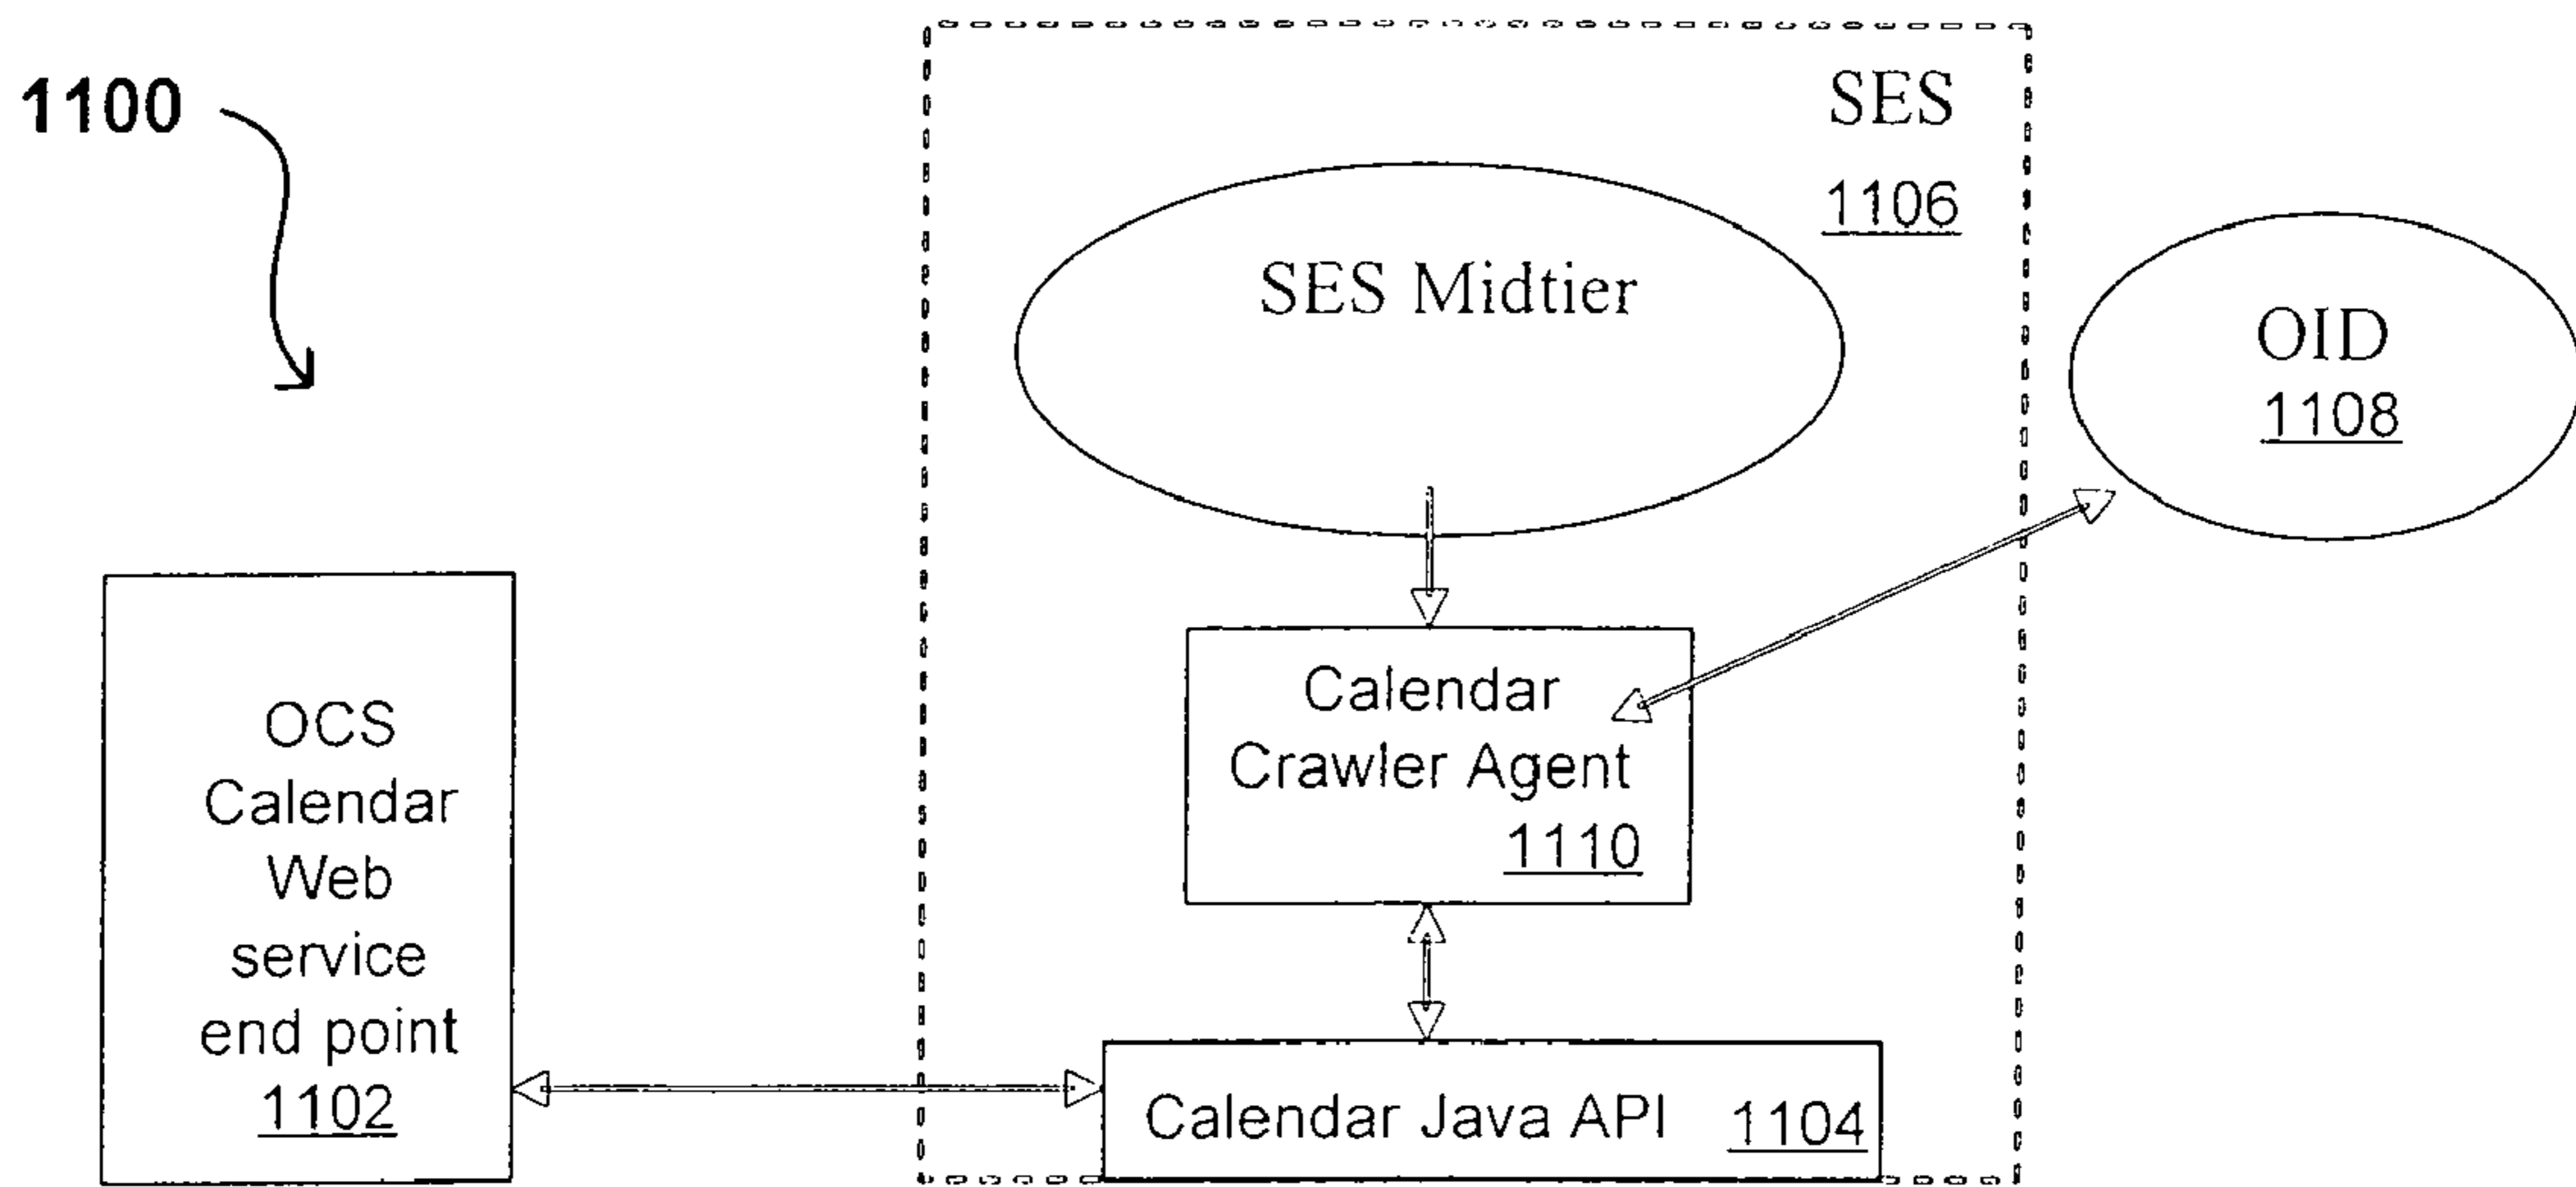 1100
SES
1106
SES Midtier
OID
1108
Calendar
Crawler Agent
1110
OCS
Calendar
Web
service
end point
1102
Calendar Java API 1104